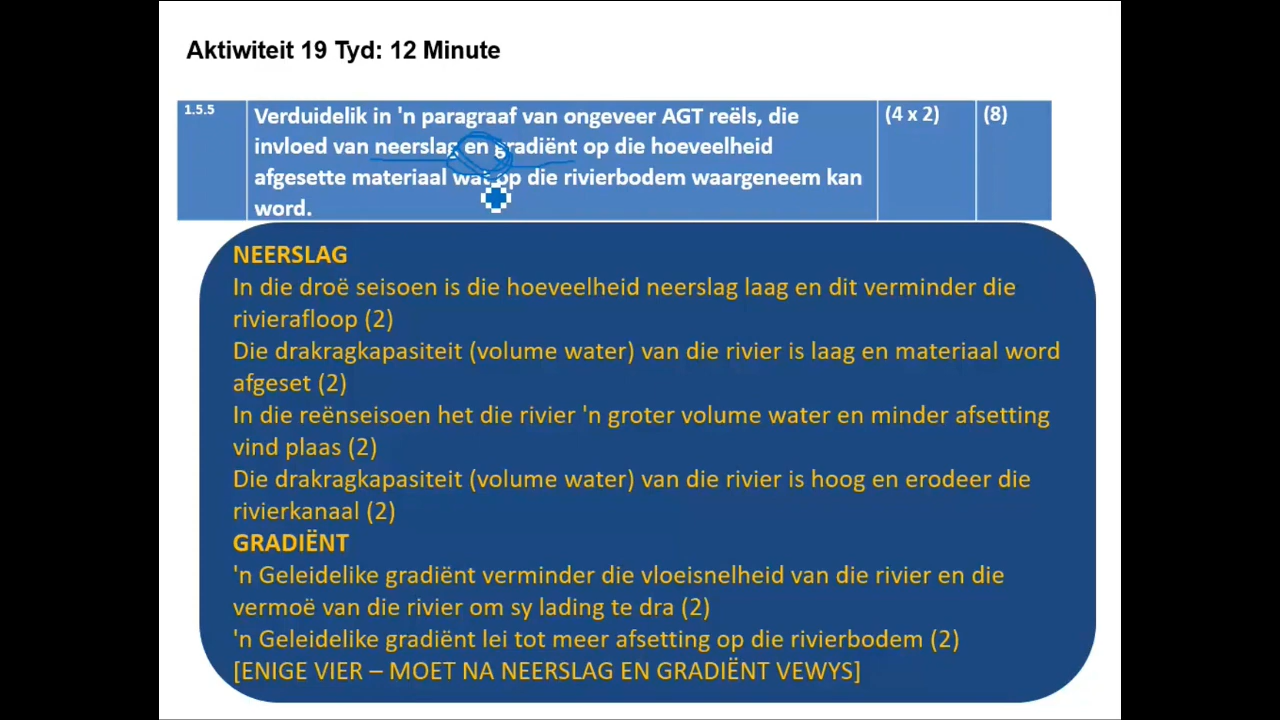 Aktiwiteit 19 Tyd: 12 Minute
1.5.5
Verduidelik in 'n paragraaf van ongeveer AGT reëls, die
invloed van neerslag en gradiënt op die hoeveelheid
afgesette materiaal wat op die rivierbodem waargeneem kan
word.
(4 x 2)
(8)
NEERSLAG
In die droë seisoen is die hoeveelheid neerslag laag en dit verminder die
rivierafloop (2)
Die drakragkapasiteit (volume water) van die rivier is laag en materiaal word
afgeset (2)
In die reënseisoen het die rivier 'n groter volume water en minder afsetting
vind plaas (2)
Die drakragkapasiteit (volume water) van die rivier is hoog en erodeer die
rivierkanaal (2)
GRADIËNT
'n Geleidelike gradiënt verminder die vloeisnelheid van die rivier en die
vermoë van die rivier om sy lading te dra (2)
'n Geleidelike gradiënt lei tot meer afsetting op die rivierbodem (2)
[ENIGE VIER – MOET NA NEERSLAG EN GRADIËNT VEWYS]